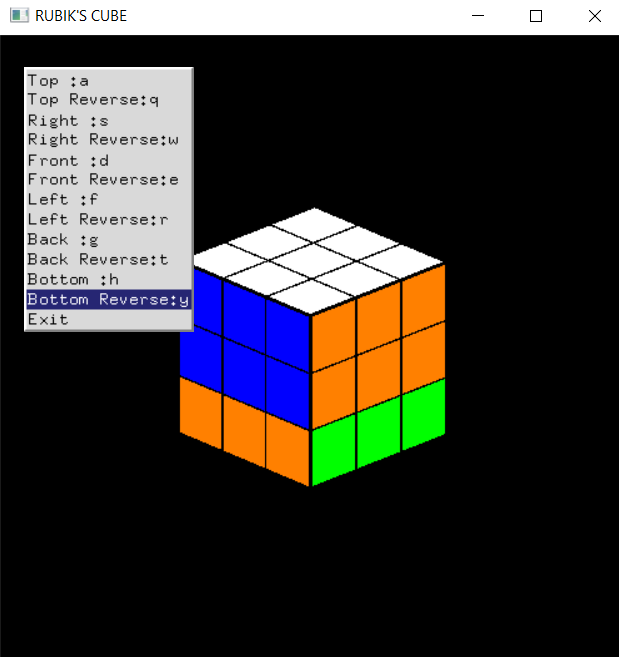 RUBIK'S CUBE
Top :a
Top Reverse:q
Right :s
Right Reverse:w
Front :d
Front Reverse:e
Left :f
Left Reverse:r
Back :g
Back Reverse:t
Bottom :h
Bottom Reverse:y
Exit